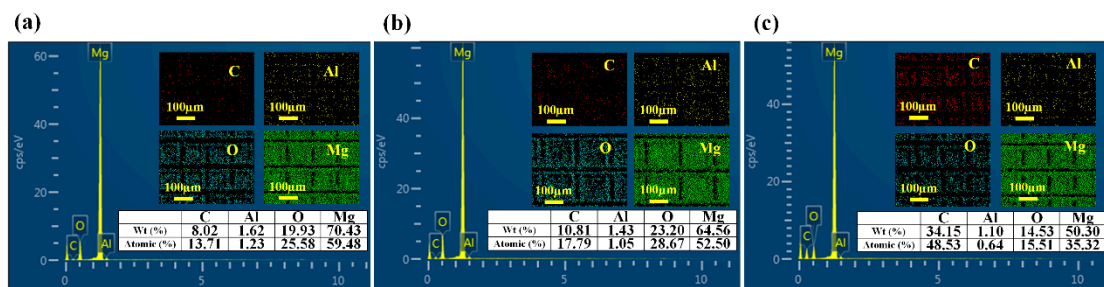 (a)
(b)
(c)
60
40
20
0
cps/eV
Mg
O
C
Al
0
5
10
C
Al
100μm
100μm
O
Mg
100μm
100μm
C Al O Mg
Wt (%) 8.02 1.62 19.93 70.43
Atomic (%) 13.71 1.23 25.58 59.48
60
40
20
0
cps/eV
Mg
O
C
Al
0
5
10
C
Al
100μm
100μm
O
Mg
100μm
100μm
C Al O Mg
Wt (%) 10.81 1.43 23.20 64.56
Atomic (%) 17.79 1.05 28.67 52.50
50
40
30
20
10
0
cps/eV
Mg
O
C
Al
0
5
10
C
Al
100μm
100μm
O
Mg
100μm
100μm
C Al O Mg
Wt (%) 34.15 1.10 14.53 50.30
Atomic (%) 48.53 0.64 15.51 35.32